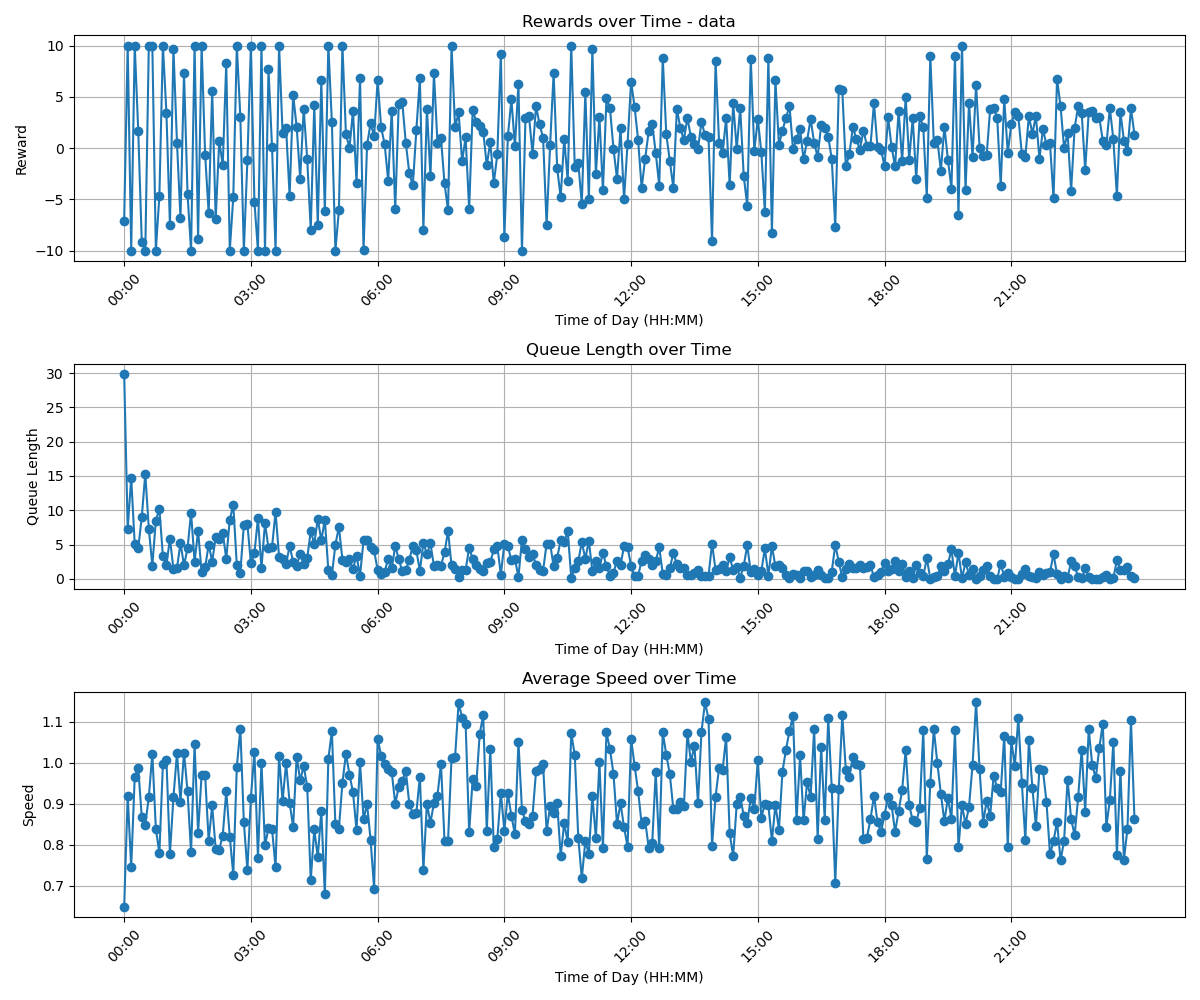 Rewards over Time - data
10
5
0
−5
−10
Reward
00:00 03:00 06:00 09:00 12:00 15:00 18:00 21:00
Time of Day (HH:MM)
Queue Length over Time
30
25
20
15
10
5
0
Queue Length
00:00 03:00 06:00 09:00 12:00 15:00 18:00 21:00
Time of Day (HH:MM)
Average Speed over Time
1.1
1.0
0.9
0.8
0.7
Speed
00:00 03:00 06:00 09:00 12:00 15:00 18:00 21:00
Time of Day (HH:MM)